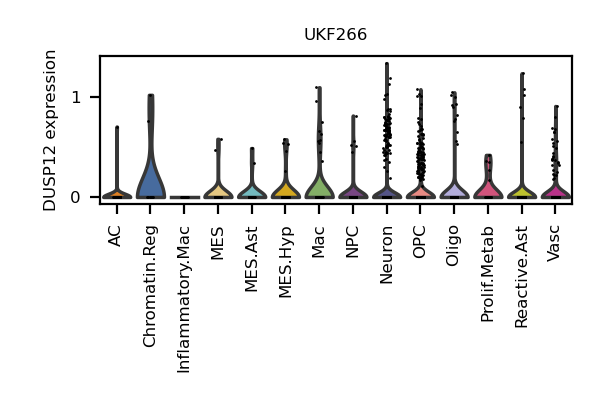 UKF266
DUSP12 expression
1
0
AC
Chromatin.Reg
Inflammatory.Mac
MES
MES.Ast
MES.Hyp
Mac
NPC
Neuron
OPC
Oligo
Prolif.Metab
Reactive.Ast
Vasc